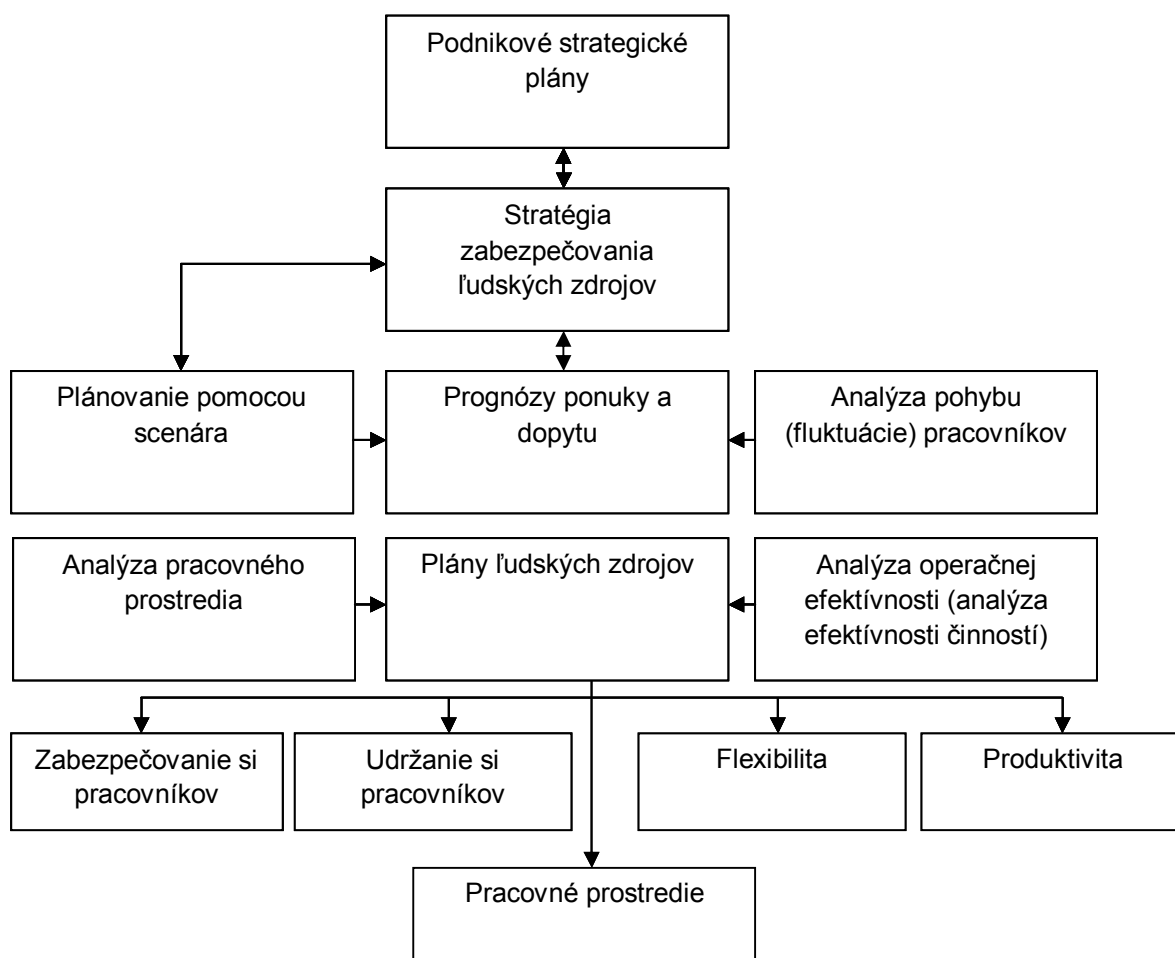 Podnikové strategické
plány
Stratégia
zabezpečovania
ľudských zdrojov
Plánovanie pomocou
scenára
Prognózy ponuky a
dopytu
Analýza pohybu
(fluktuácie) pracovníkov
Analýza pracovného
prostredia
Plány ľudských zdrojov
Analýza operačnej
efektívnosti (analýza
efektívnosti činností)
Zabezpečovanie si
pracovníkov
Udržanie si
pracovníkov
Flexibilita
Produktivita
Pracovné prostredie